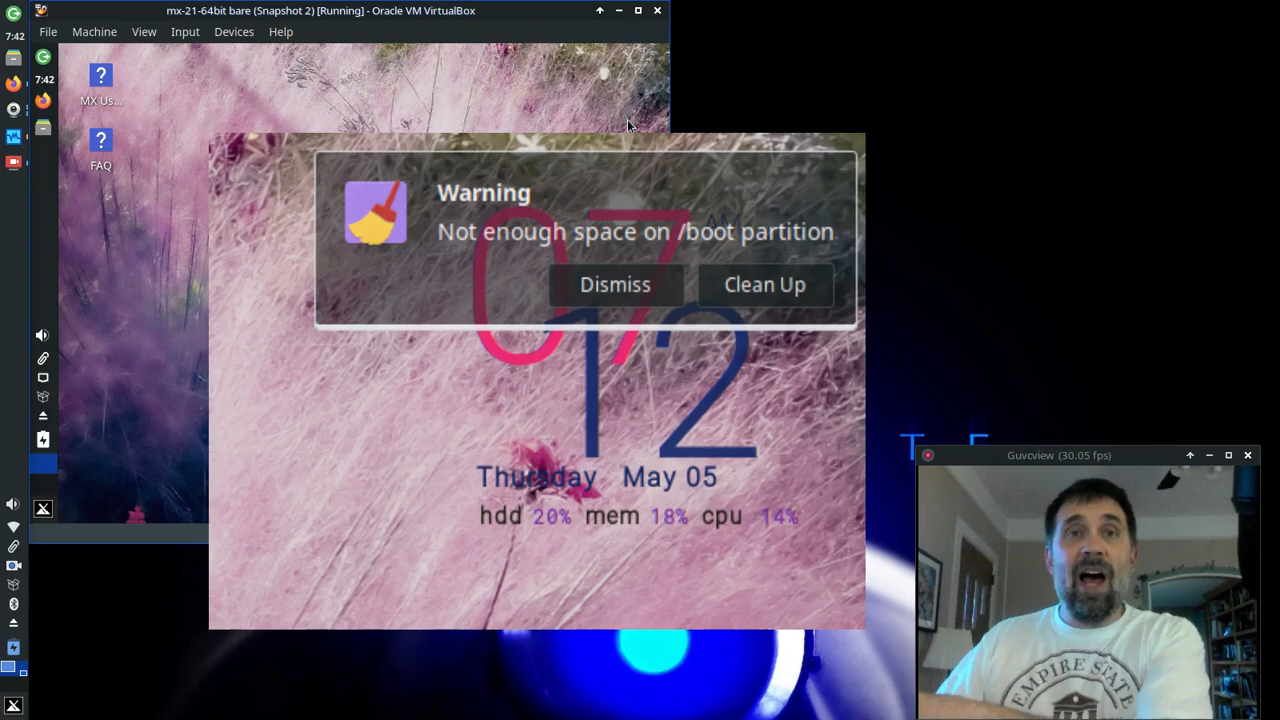 mx-21-64bit bare (Snapshot 2) [Running] - Oracle VM VirtualBox
7:42
File Machine View Input Devices Help
7:42
MX Us...
FAQ
Warning
Not enough space on /boot partition
Dismiss Clean Up
07 AM
12
Thursday May 05
hdd 20% mem 18% cpu 14%
T F
Guvcview (30.05 fps)
EMPIRE STATE